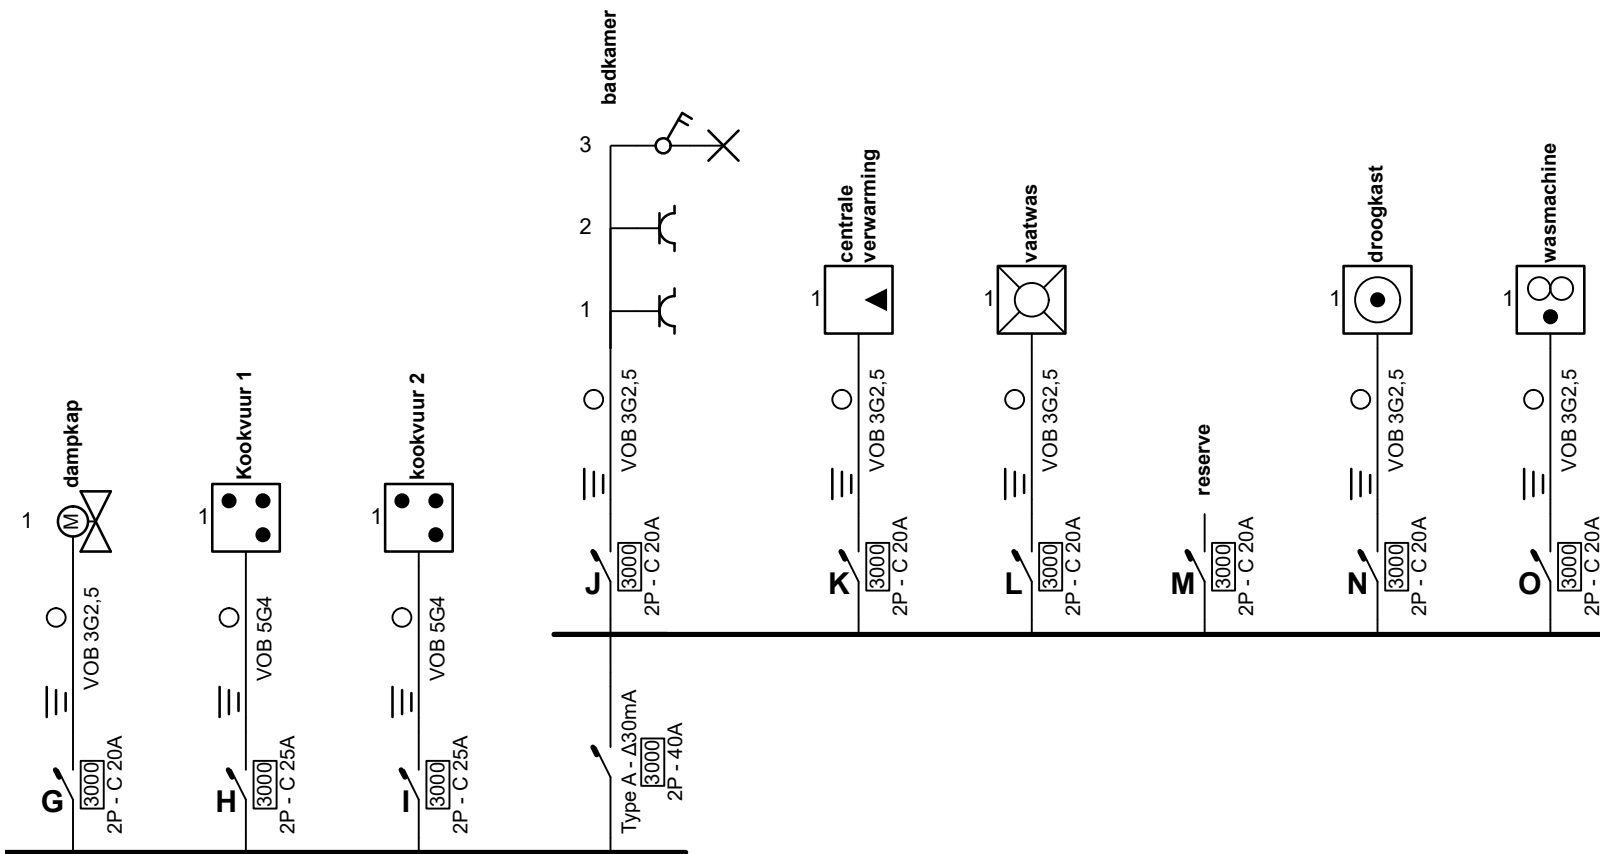 dampkap
1
M
VOB 3G2,5
G
3000
2P - C 20A
Kookvuur 1
1
VOB 5G4
H
3000
2P - C 25A
kookvuur 2
1
VOB 5G4
I
3000
2P - C 25A
badkamer
3
2
1
VOB 3G2,5
J
3000
2P - C 20A
Type A - Δ30mA
3000
2P - 40A
centrale
verwarming
1
VOB 3G2,5
K
3000
2P - C 20A
vaatwas
1
VOB 3G2,5
L
3000
2P - C 20A
reserve
M
3000
2P - C 20A
droogkast
1
VOB 3G2,5
N
3000
2P - C 20A
wasmachine
1
VOB 3G2,5
O
3000
2P - C 20A